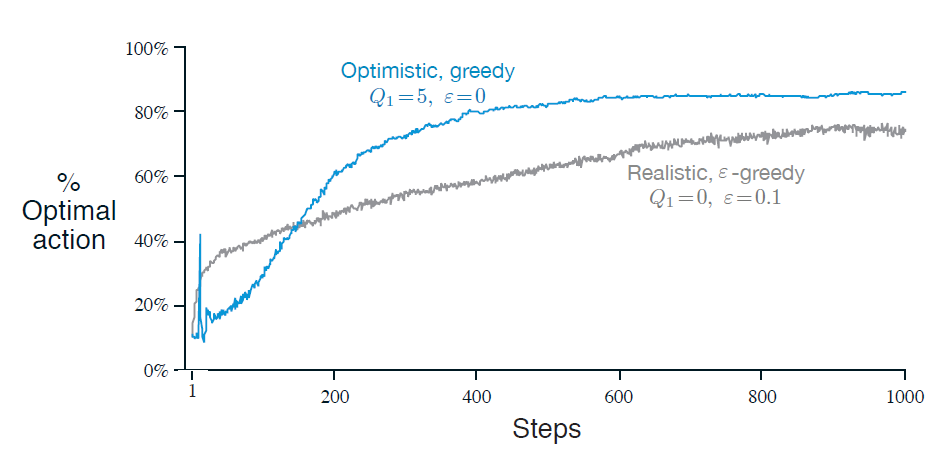 100%
80%
60%
40%
20%
0%
%
Optimal
action
Optimistic, greedy
Q₁=5, ε=0
Realistic, ε-greedy
Q₁=0, ε=0.1
1 200 400 600 800 1000
Steps